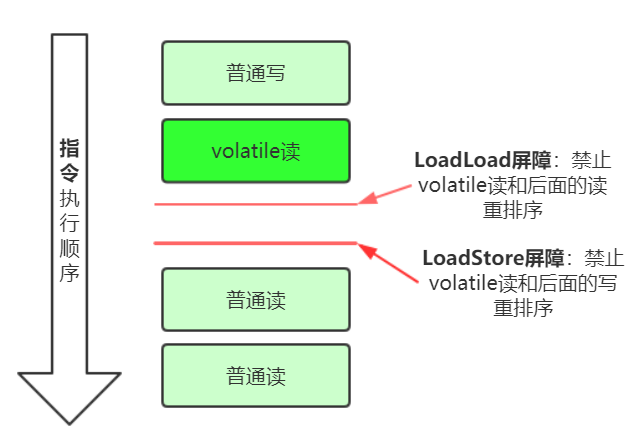 普通写
指
令
执
行
顺
序
volatile读
LoadLoad屏障：禁止
volatile读和后面的读
重排序
LoadStore屏障：禁止
volatile读和后面的写
重排序
普通读
普通读